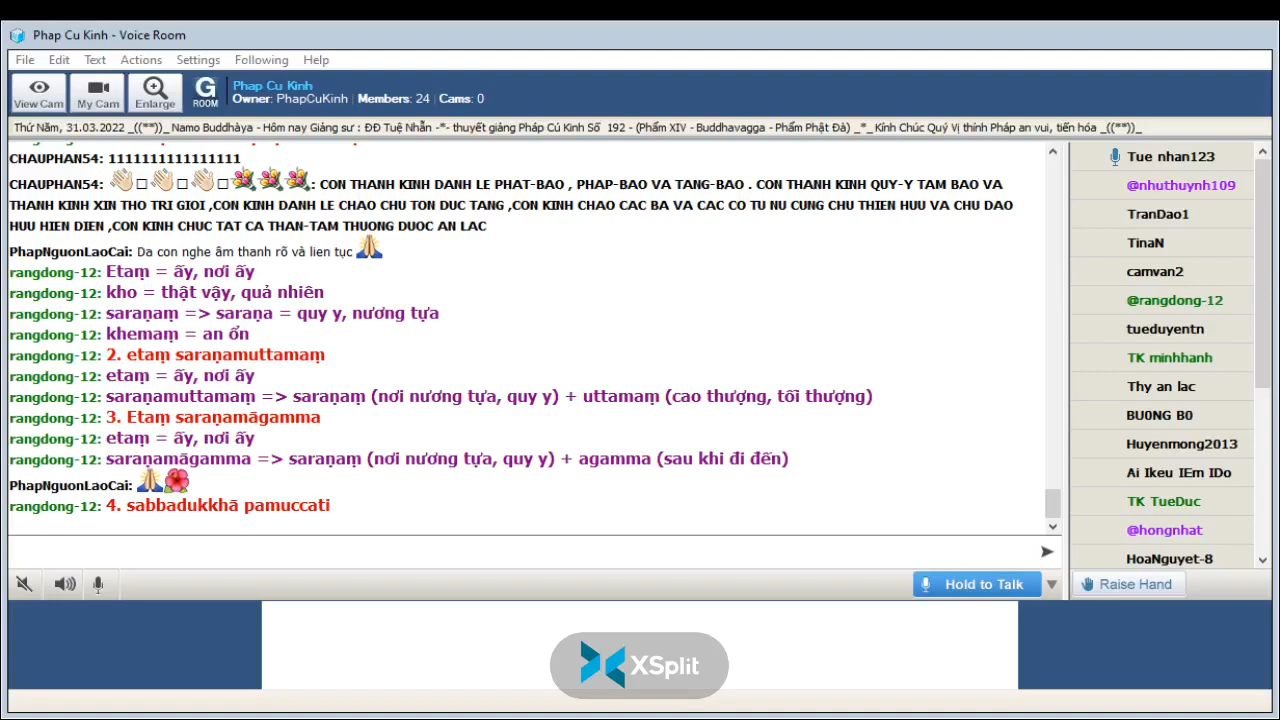 Phap Cu Kinh - Voice Room
File Edit Text Actions Settings Following Help
View Cam My Cam Enlarge G ROOM
Phap Cu Kinh
Owner: PhapCuKinh Members: 24 Cams: 0
Thứ Năm, 31.03.2022 _((**))_ Namo Buddhàya - Hôm nay Giảng sư : ĐĐ Tuệ Nhẫn -*- thuyết giảng Pháp Cú Kinh Số 192 - (Phẩm XIV - Buddhavagga - Phẩm Phật Đà) _*_ Kính Chúc Quý Vị thính Pháp an vui, tiến hóa _((**))_
CHAUPHAN54: 1111111111111111
CHAUPHAN54: : CON THANH KINH DANH LE PHAT-BAO , PHAP-BAO VA TANG-BAO . CON THANH KINH QUY-Y TAM BAO VA
THANH KINH XIN THO TRI GIOI ,CON KINH DANH LE CHAO CHU TON DUC TANG ,CON KINH CHAO CAC BA VA CAC CO TU NU CUNG CHU THIEN HUU VA CHU DAO
HUU HIEN DIEN ,CON KINH CHUC TAT CA THAN-TAM THUONG DUOC AN LAC
PhapNguonLaoCai: Da con nghe âm thanh rõ và lien tục
rangdong-12: Etaṃ = ấy, nơi ấy
rangdong-12: kho = thật vậy, quả nhiên
rangdong-12: saraṇaṃ => saraṇa = quy y, nương tựa
rangdong-12: khemaṃ = an ổn
rangdong-12: 2. etaṃ saraṇamuttamaṃ
rangdong-12: etaṃ = ấy, nơi ấy
rangdong-12: saraṇamuttamaṃ => saraṇaṃ (nơi nương tựa, quy y) + uttamaṃ (cao thượng, tối thượng)
rangdong-12: 3. Etaṃ saraṇamāgamma
rangdong-12: etaṃ = ấy, nơi ấy
rangdong-12: saraṇamāgamma => saraṇaṃ (nơi nương tựa, quy y) + agamma (sau khi đi đến)
PhapNguonLaoCai:
rangdong-12: 4. sabbadukkhā pamuccati
Tue nhan123
@nhuthuynh109
TranDao1
TinaN
camvan2
@rangdong-12
tueduyentn
TK minhhanh
Thy an lac
BU0NG B0
Huyenmong2013
Ai Ikeu IEm IDo
TK TueDuc
@hongnhat
HoaNguyet-8
Hold to Talk
Raise Hand
XSplit